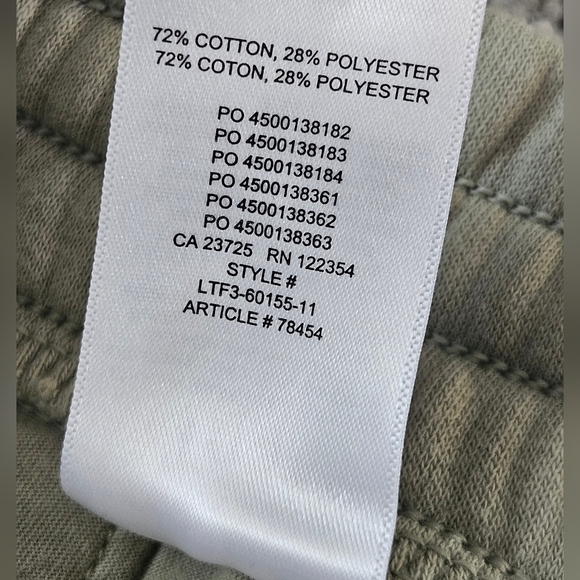 72% COTTON, 28% POLYESTER
72% COTON, 28% POLYESTER
PO 4500138182
PO 4500138183
PO 4500138184
PO 4500138361
PO 4500138362
PO 4500138363
CA 23725 RN 122354
STYLE #
LTF3-60155-11
ARTICLE # 78454